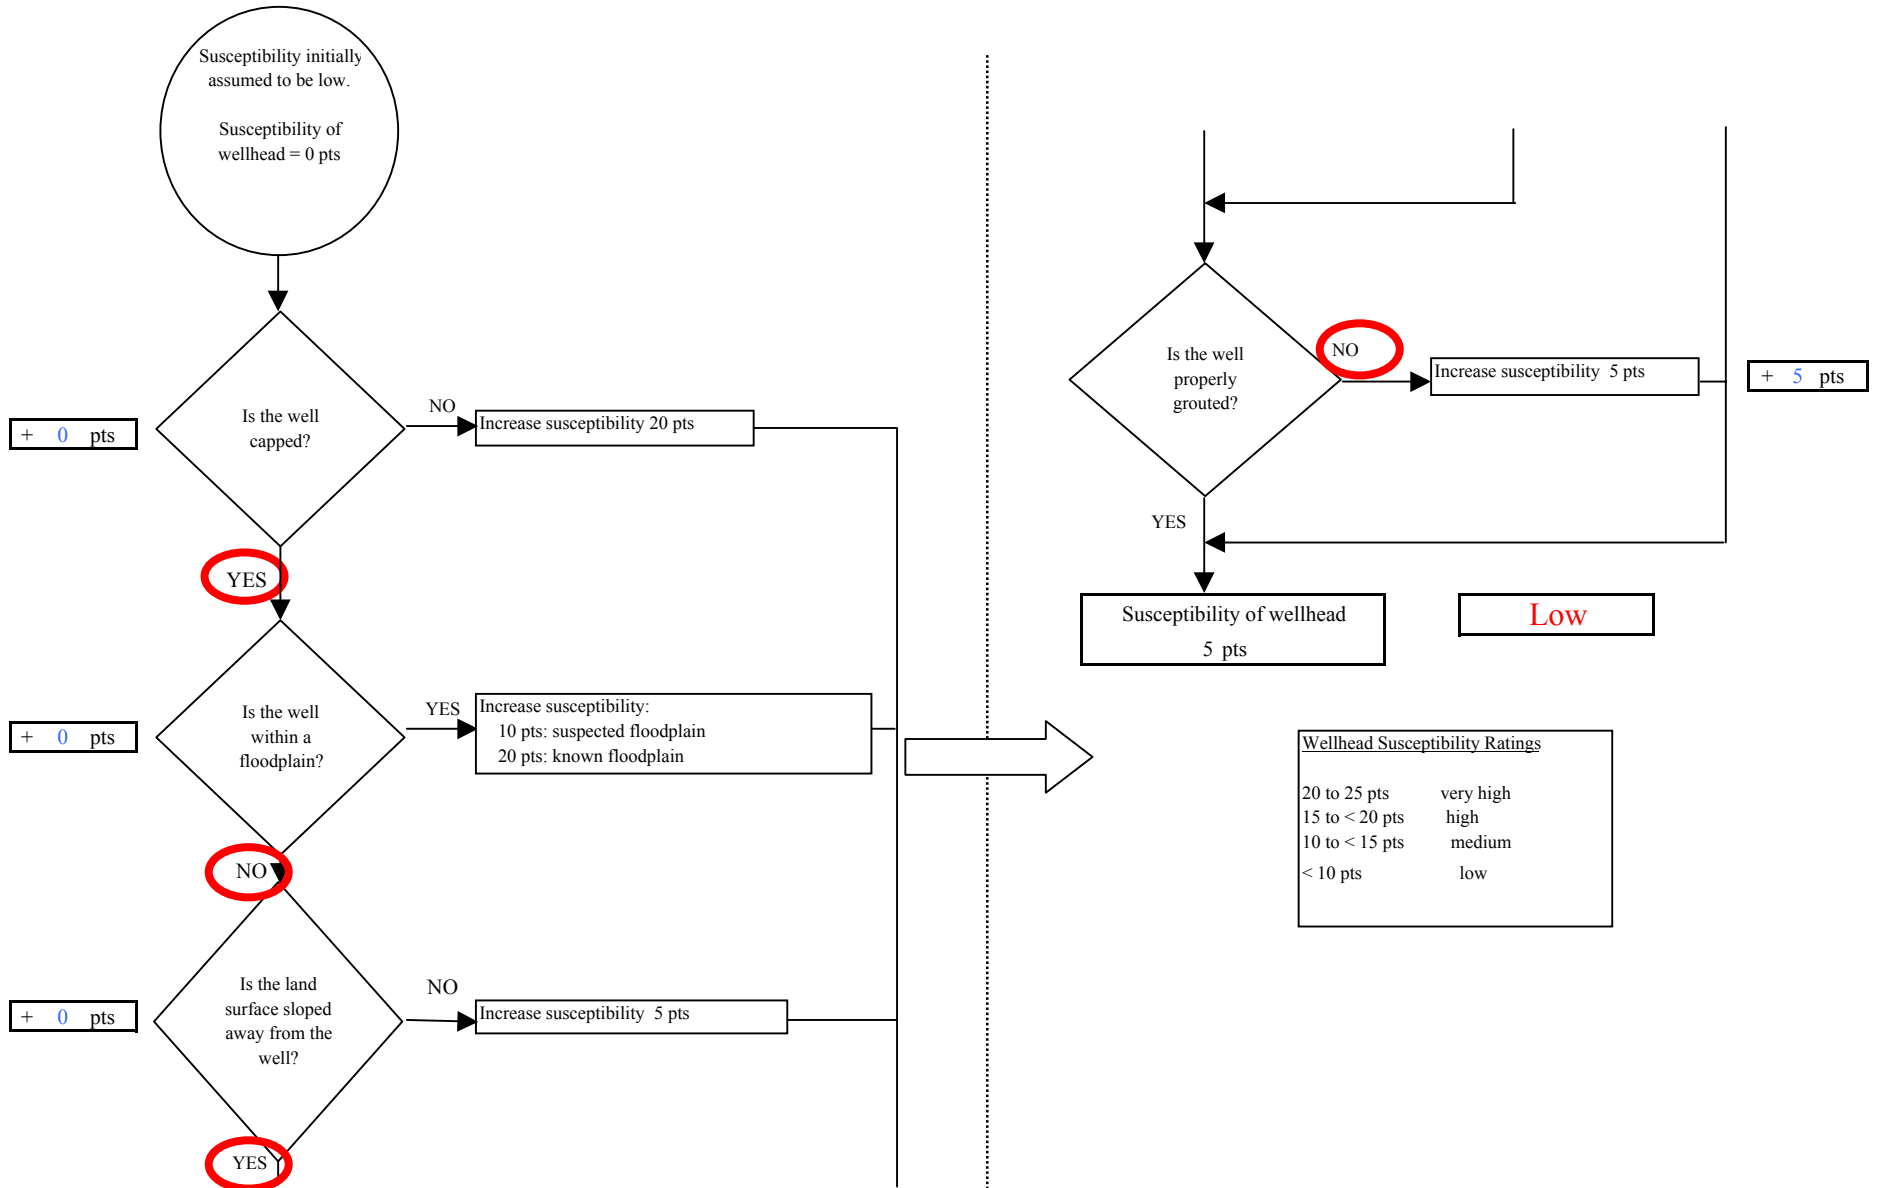 Susceptibility initially
assumed to be low.
Susceptibility of
wellhead = 0 pts
Is the well
capped?
NO
Increase susceptibility 20 pts
+ 0 pts
YES
Is the well
within a
floodplain?
YES
Increase susceptibility:
10 pts: suspected floodplain
20 pts: known floodplain
+ 0 pts
NO
Is the land
surface sloped
away from the
well?
NO
Increase susceptibility 5 pts
+ 0 pts
YES
Is the well
properly
grouted?
NO
Increase susceptibility 5 pts
+ 5 pts
YES
Susceptibility of wellhead
5 pts
Low
Wellhead Susceptibility Ratings
20 to 25 pts very high
15 to < 20 pts high
10 to < 15 pts medium
< 10 pts low